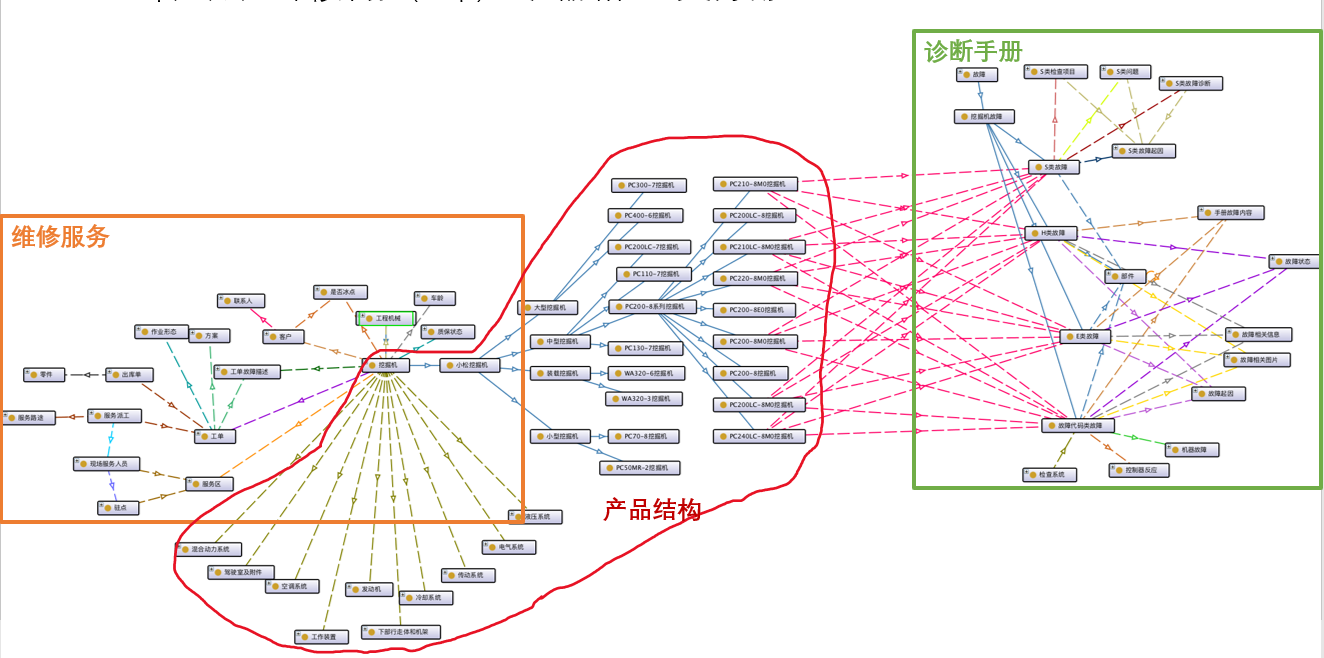 诊断手册
故障
S类检查项目
S类问题
S类故障诊断
挖掘机故障
S类故障起因
S类故障
手册故障内容
H类故障
故障状态
部件
E类故障
故障相关信息
故障相关图片
故障起因
故障代码类故障
机器故障
检查系统
控制器反应
维修服务
联系人
是否冰点
车龄
工程机械
作业形态
方案
客户
质保状态
挖掘机
小松挖掘机
零件
出库单
工单故障描述
服务路途
服务派工
工单
现场服务人员
服务区
驻点
PC300-7挖掘机
PC210-8M0挖掘机
PC400-6挖掘机
PC200LC-8挖掘机
PC200LC-7挖掘机
PC210LC-8M0挖掘机
PC110-7挖掘机
PC220-8M0挖掘机
大型挖掘机
PC200-8系列挖掘机
PC200-8E0挖掘机
中型挖掘机
PC130-7挖掘机
PC200-8M0挖掘机
装载挖掘机
WA320-6挖掘机
PC200-8挖掘机
WA320-3挖掘机
PC200LC-8M0挖掘机
小型挖掘机
PC70-8挖掘机
PC240LC-8M0挖掘机
PC50MR-2挖掘机
产品结构
液压系统
混合动力系统
电气系统
驾驶室及附件
空调系统
发动机
传动系统
冷却系统
工作装置
下部行走体和机架